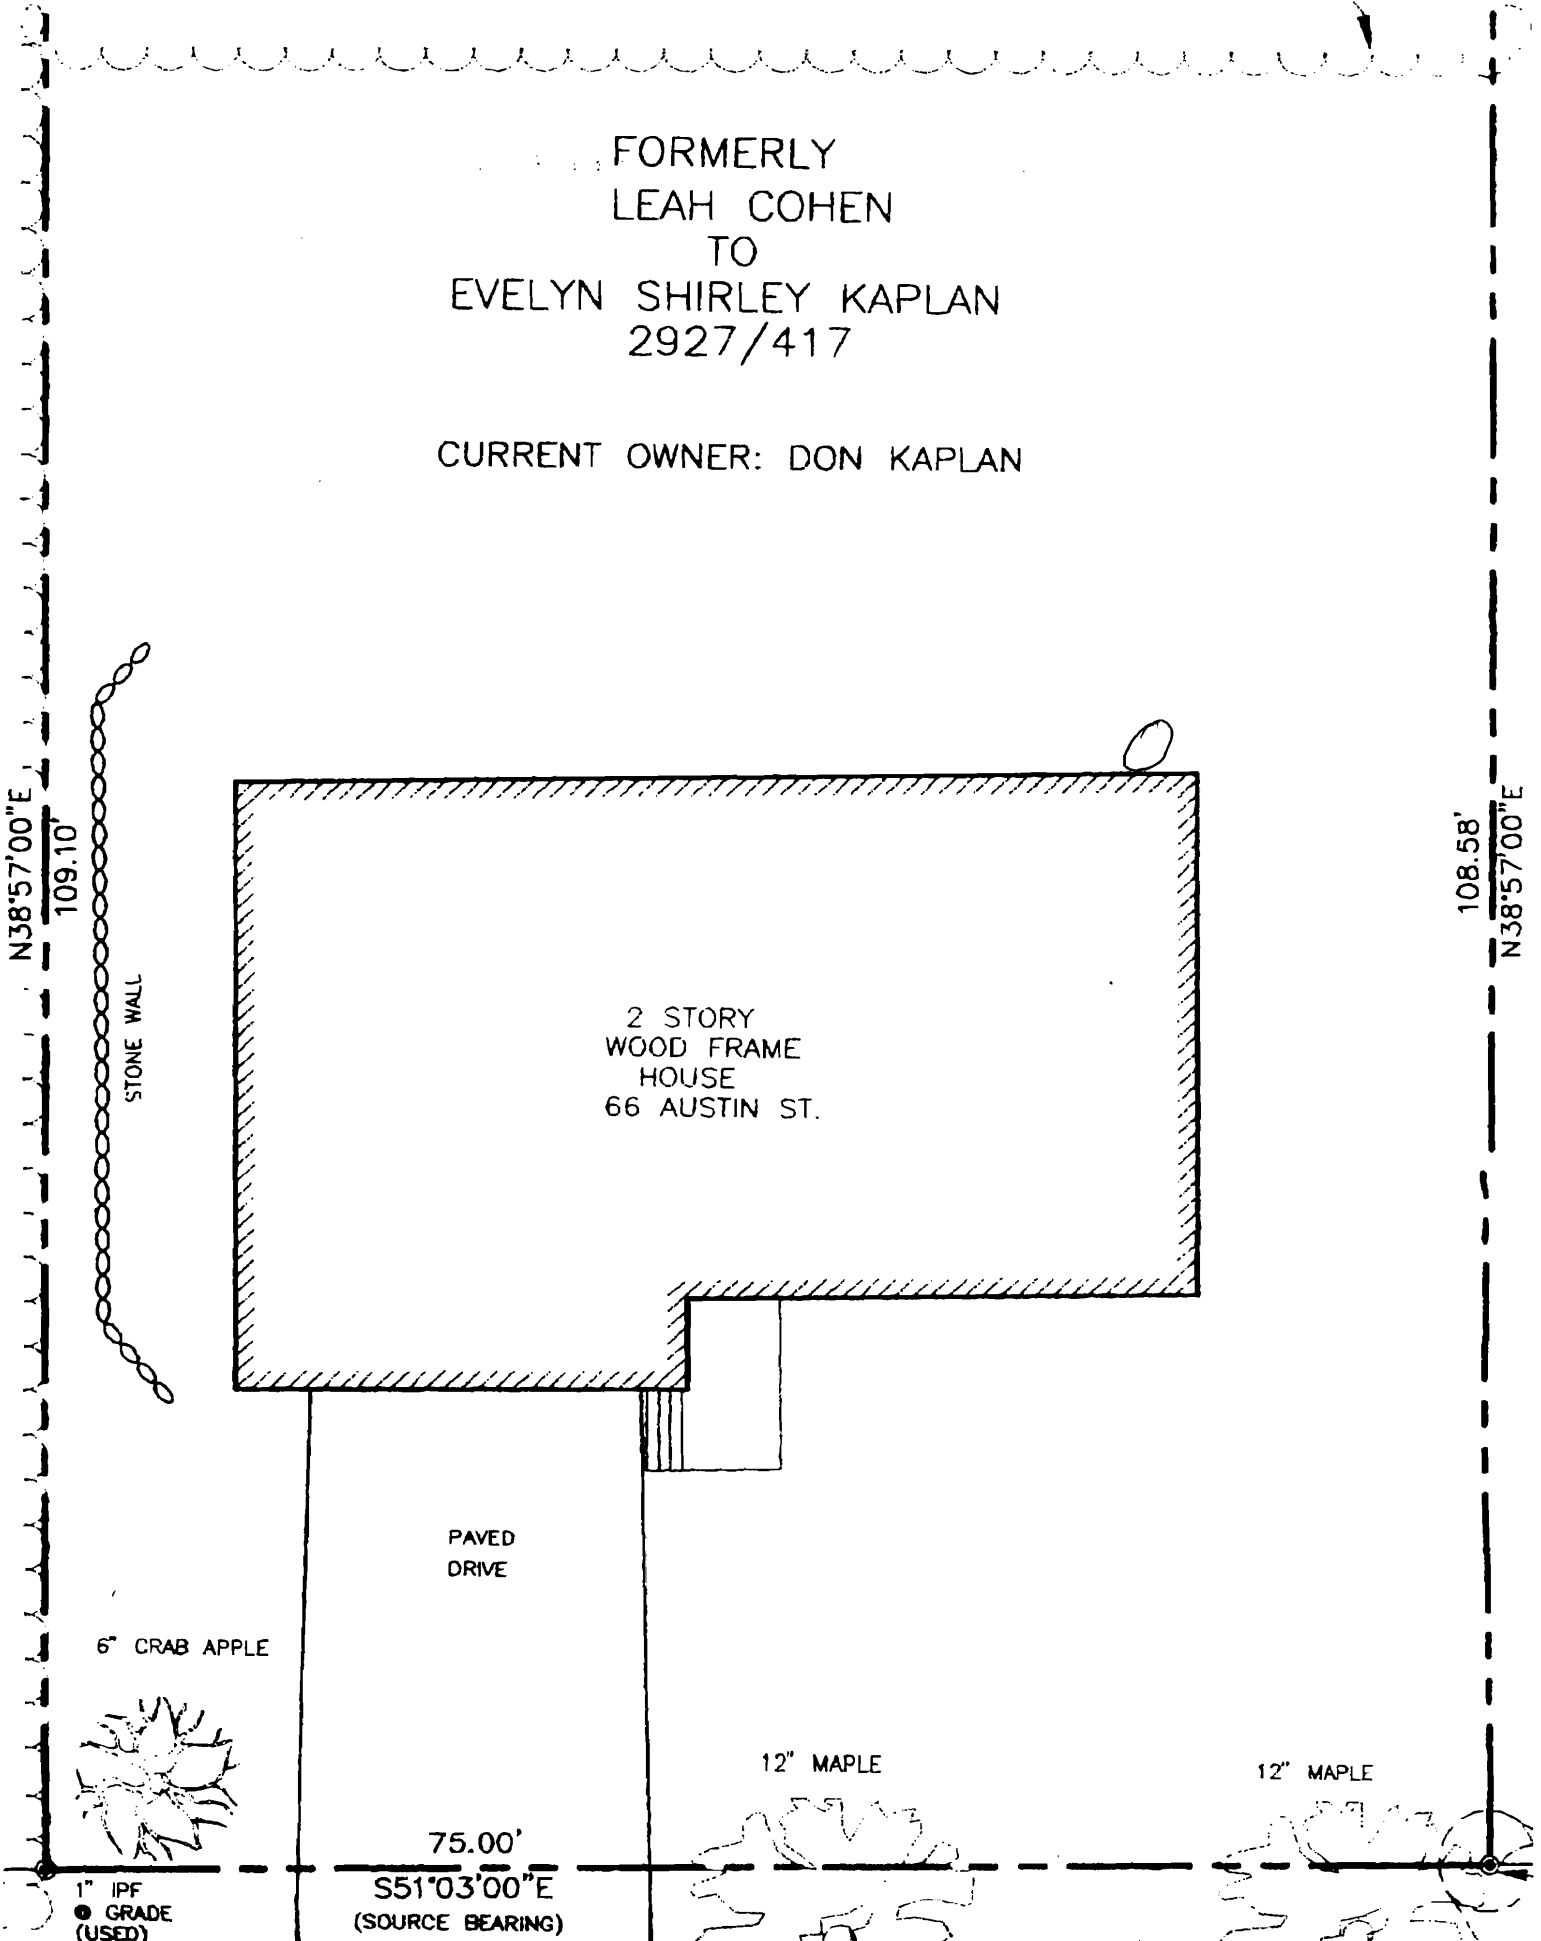 FORMERLY
LEAH COHEN
TO
EVELYN SHIRLEY KAPLAN
2927/417
CURRENT OWNER: DON KAPLAN
N38°57'00"E
109.10'
108.58'
N38°57'00"E
STONE WALL
2 STORY
WOOD FRAME
HOUSE
66 AUSTIN ST.
PAVED
DRIVE
6" CRAB APPLE
12" MAPLE
12" MAPLE
75.00'
S51°03'00"E
(SOURCE BEARING)
1" IPF
@ GRADE
(USED)